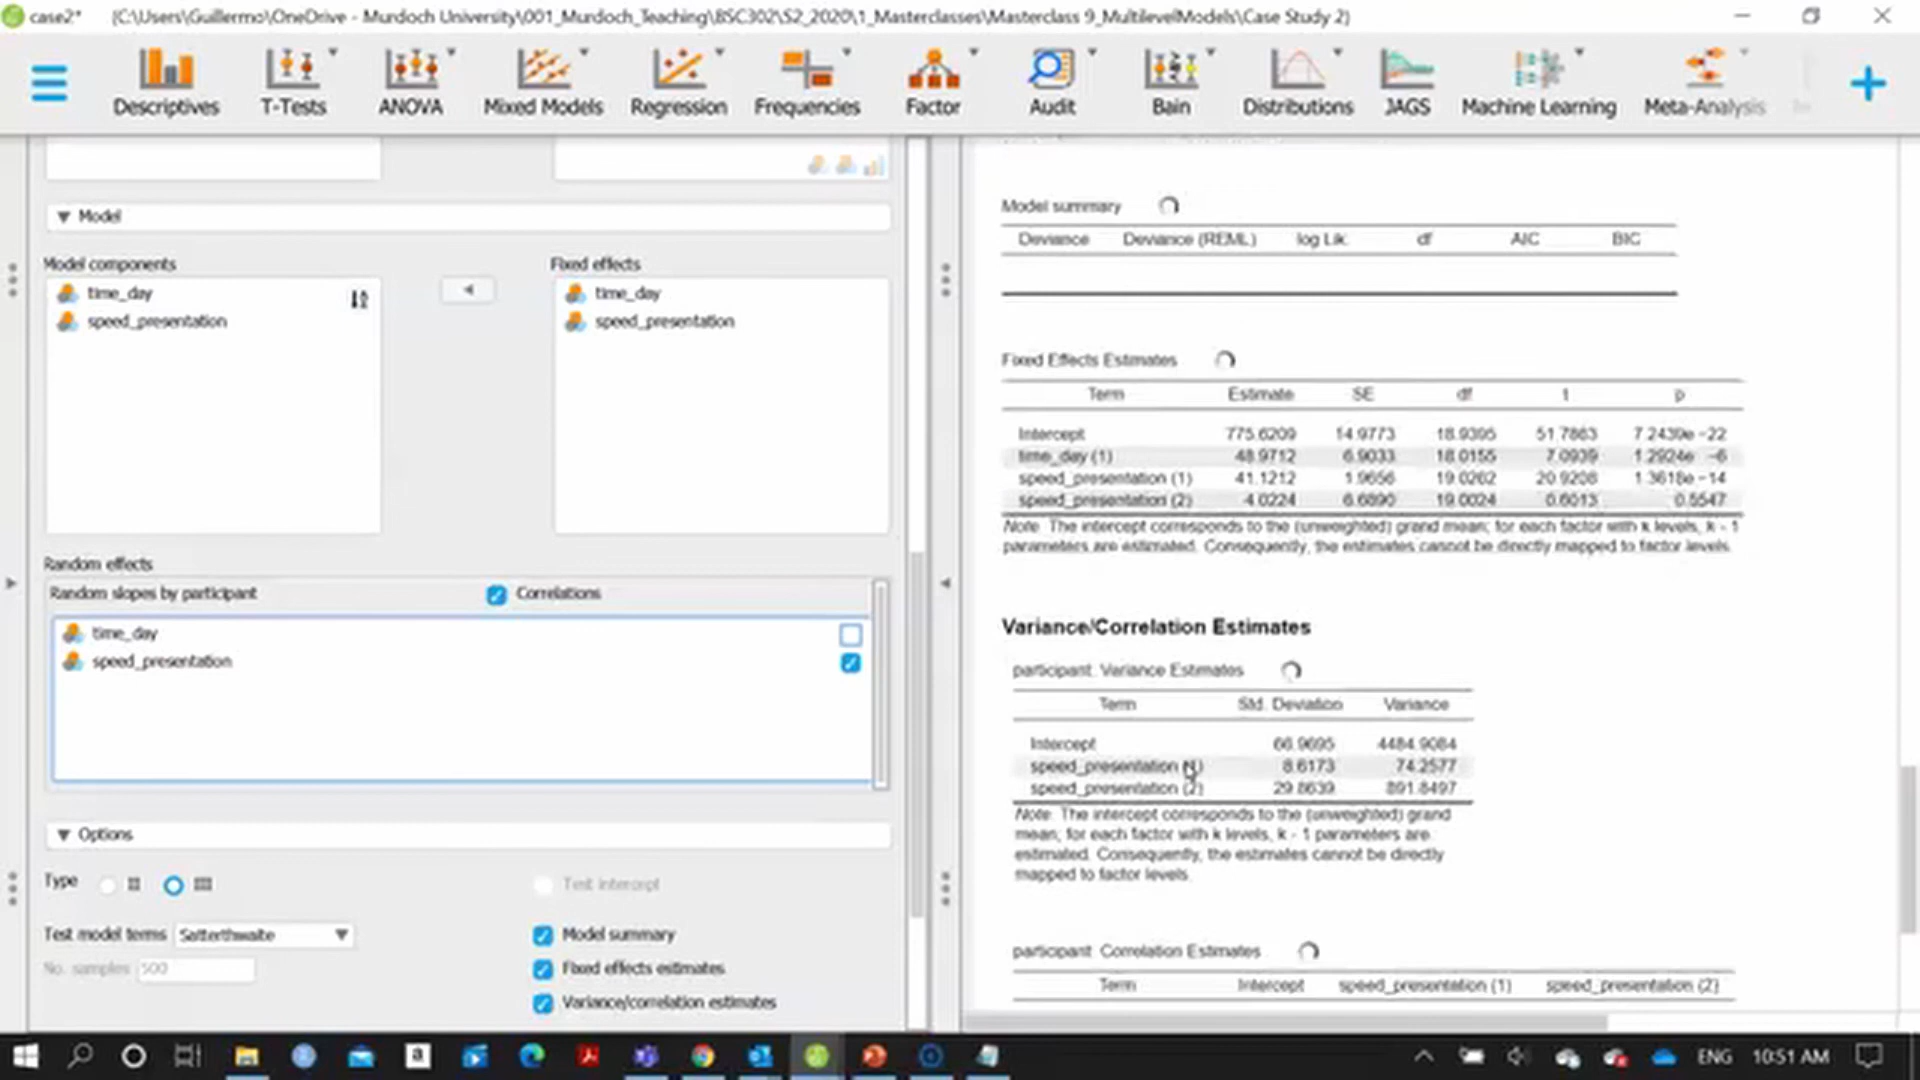 case2* (C:\Users\Guillermo\OneDrive - Murdoch University\001_Murdoch_Teaching\BSC302\S2_2020\1_Masterclasses\Masterclass 9_MultilevelModels\Case Study 2)
Descriptives T-Tests ANOVA Mixed Models Regression Frequencies Factor Audit Bain Distributions JAGS Machine Learning Meta-Analysis
Model
Model components Fixed effects
time_day time_day
speed_presentation speed_presentation
Random effects
Random slopes by participant Correlations
time_day
speed_presentation
Options
Type II III Test intercept
Test model terms Satterthwaite Model summary
No. samples 500 Fixed effects estimates
Variance/correlation estimates
Model summary
Deviance Deviance (REML) log Lik. df AIC BIC
Fixed Effects Estimates
Term Estimate SE df t p
Intercept 775.6209 14.9773 18.9395 51.7863 7.2439e −22
time_day (1) 48.9712 6.9033 18.0155 7.0939 1.2924e −6
speed_presentation (1) 41.1212 1.9656 19.0262 20.9208 1.3618e −14
speed_presentation (2) 4.0224 6.6890 19.0024 0.6013 0.5547
Note. The intercept corresponds to the (unweighted) grand mean; for each factor with k levels, k - 1
parameters are estimated. Consequently, the estimates cannot be directly mapped to factor levels.
Variance/Correlation Estimates
participant: Variance Estimates
Term Std. Deviation Variance
Intercept 66.9695 4484.9084
speed_presentation (1) 8.6173 74.2577
speed_presentation (2) 29.8639 891.8497
Note. The intercept corresponds to the (unweighted) grand
mean; for each factor with k levels, k - 1 parameters are
estimated. Consequently, the estimates cannot be directly
mapped to factor levels.
participant: Correlation Estimates
Term Intercept speed_presentation (1) speed_presentation (2)
ENG 10:51 AM